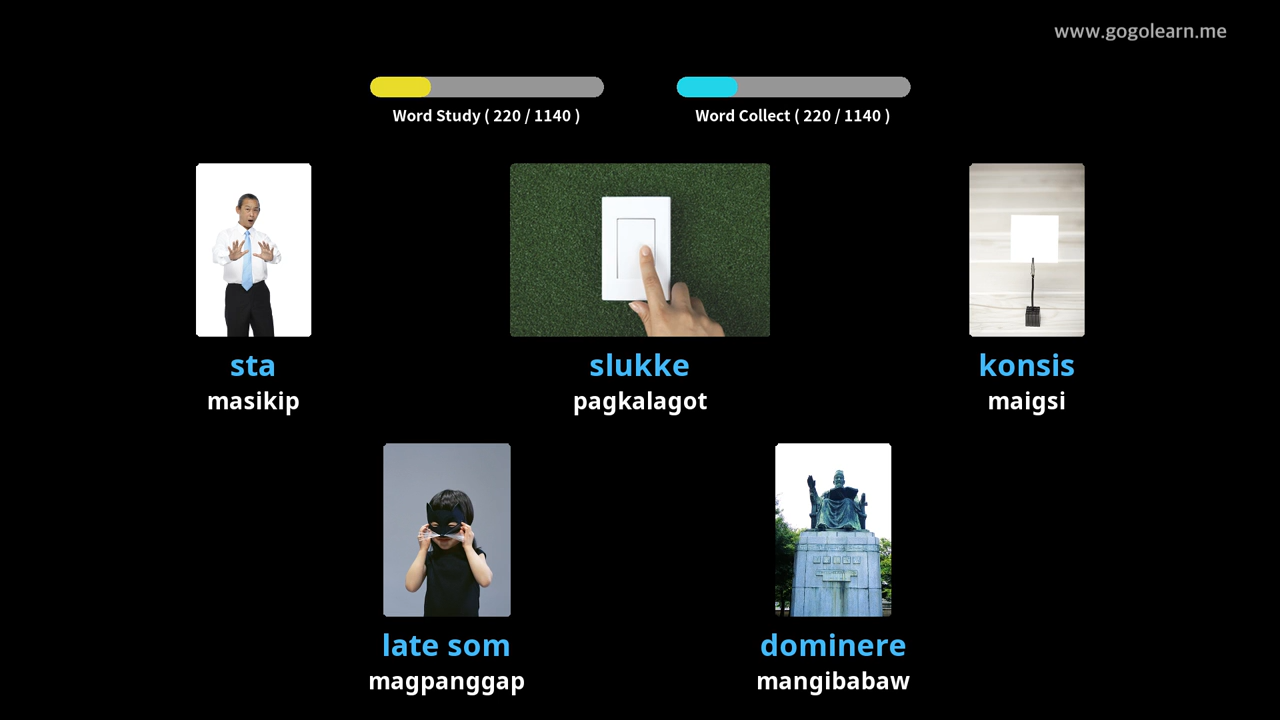 www.gogolearn.me
Word Study ( 220 / 1140 )
Word Collect ( 220 / 1140 )
sta
masikip
slukke
pagkalagot
konsis
maigsi
late som
magpanggap
dominere
mangibabaw